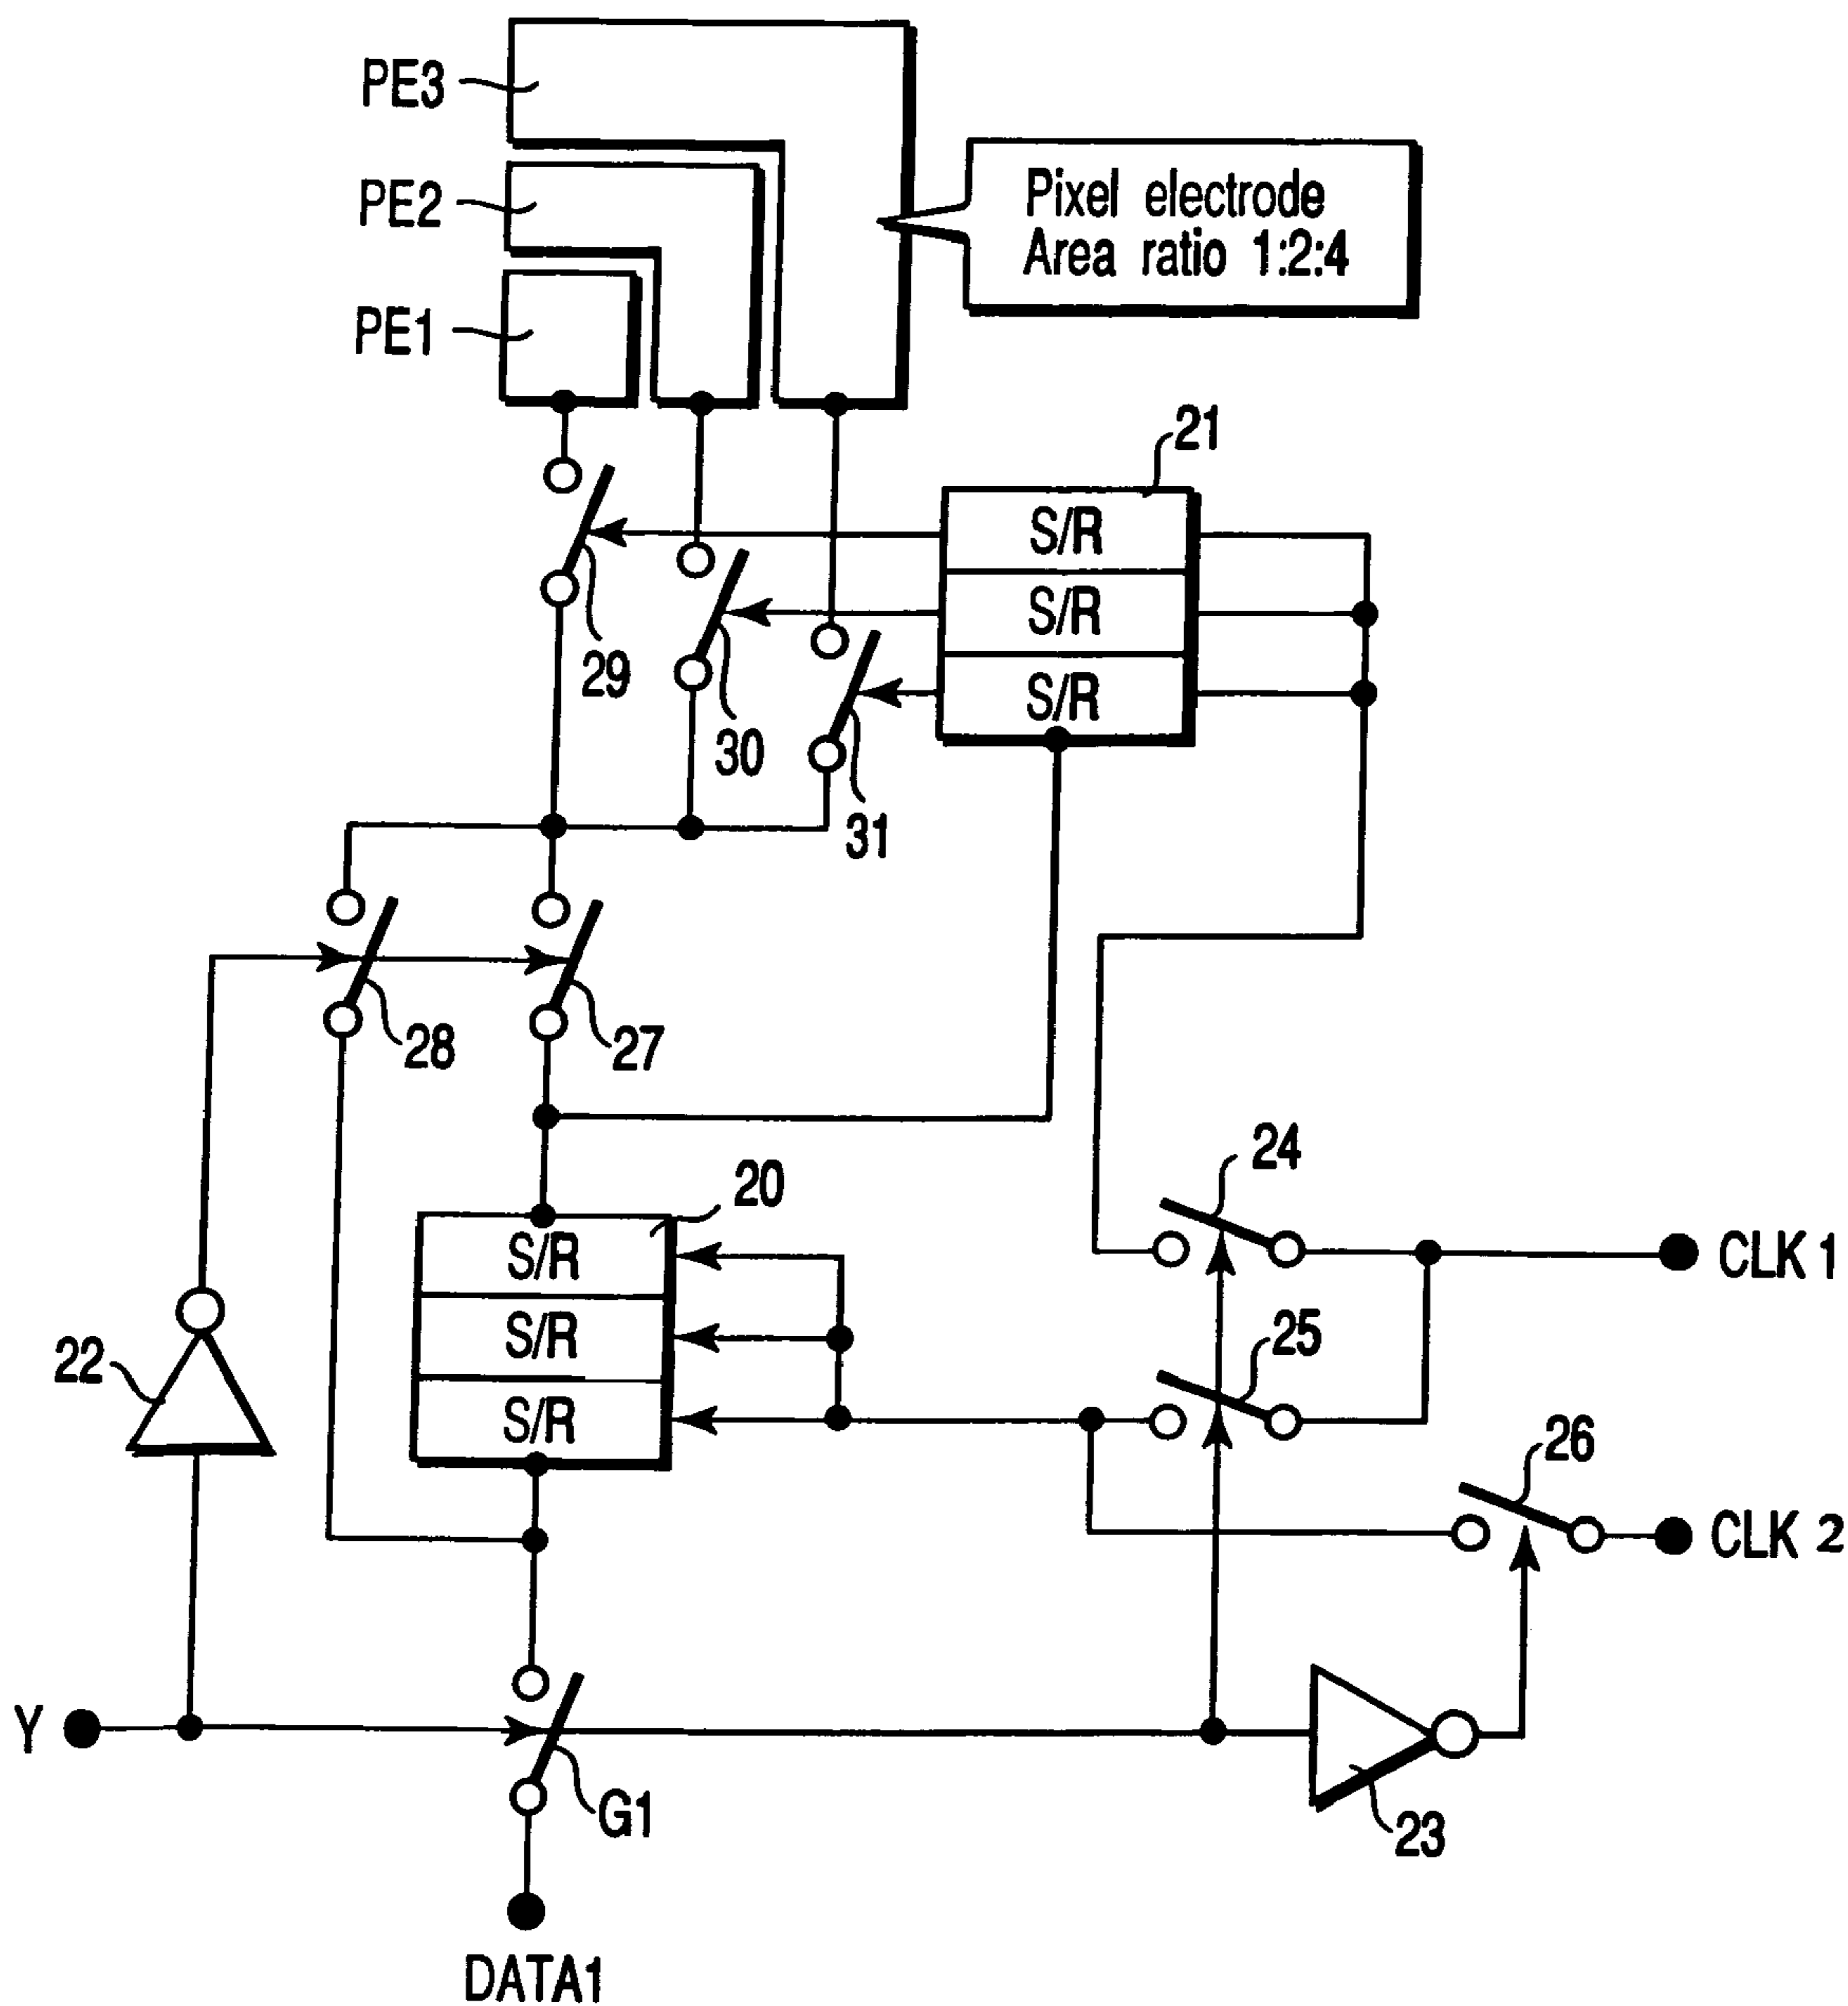 PE3
PE2
Pixel electrode
Area ratio 1:2:4
PE1
21
S/R
S/R
29
S/R
30
31
28
27
24
20
S/R
CLK 1
25
S/R
22
S/R
26
CLK 2
Y
G1
23
DATA1